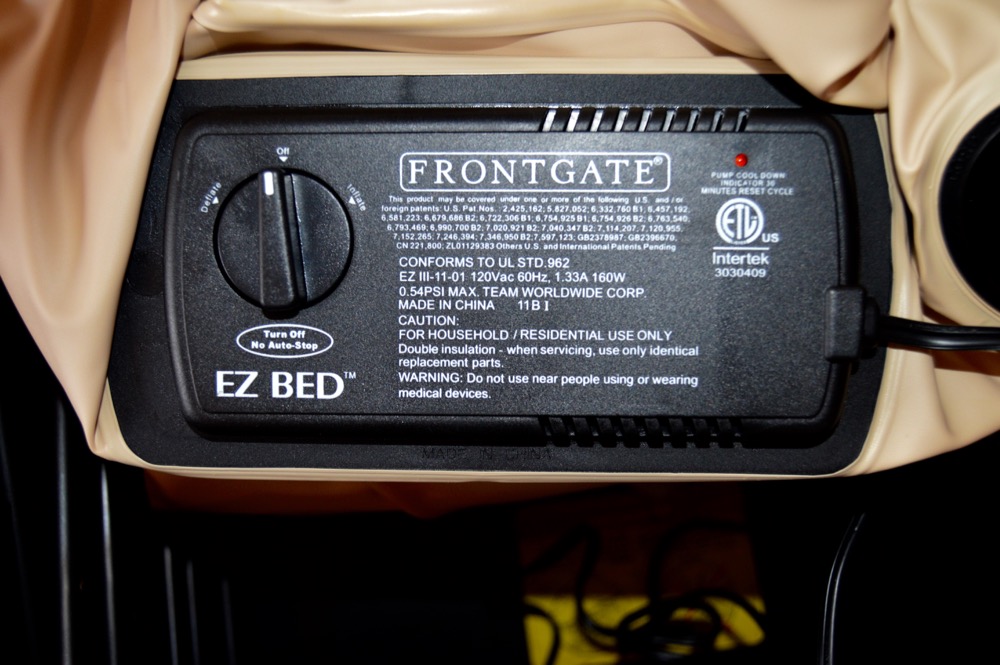 Off
Deflate
Inflate
Turn Off
No Auto-Stop
EZ BED™
FRONTGATE®
This product may be covered under one or more of the following U.S. and / or
foreign patents: U.S. Pat Nos. : 2,425,162; 5,827,052; 6,332,760 B1; 6,457,192,
6,581,223; 6,679,686 B2; 6,722,306 B1; 6,754,925 B1; 6,754,926 B2; 6,763,540;
6,793,469; 6,990,700 B2; 7,020,921 B2; 7,040,347 B2; 7,114,207; 7,120,955;
7,152,265; 7,246,394; 7,346,950 B2;7,597,123; GB2378987; GB2396670;
CN 221,800; ZL01129383 Others U.S. and International Patents Pending
CONFORMS TO UL STD.962
EZ III-11-01 120Vac 60Hz, 1.33A 160W
0.54PSI MAX. TEAM WORLDWIDE CORP.
MADE IN CHINA 11B I
CAUTION:
FOR HOUSEHOLD / RESIDENTIAL USE ONLY
Double insulation - when servicing, use only identical
replacement parts.
WARNING: Do not use near people using or wearing
medical devices.
PUMP COOL DOWN
INDICATOR 30
MINUTES RESET CYCLE
ETL US
Intertek
3030409
MADE IN CHINA